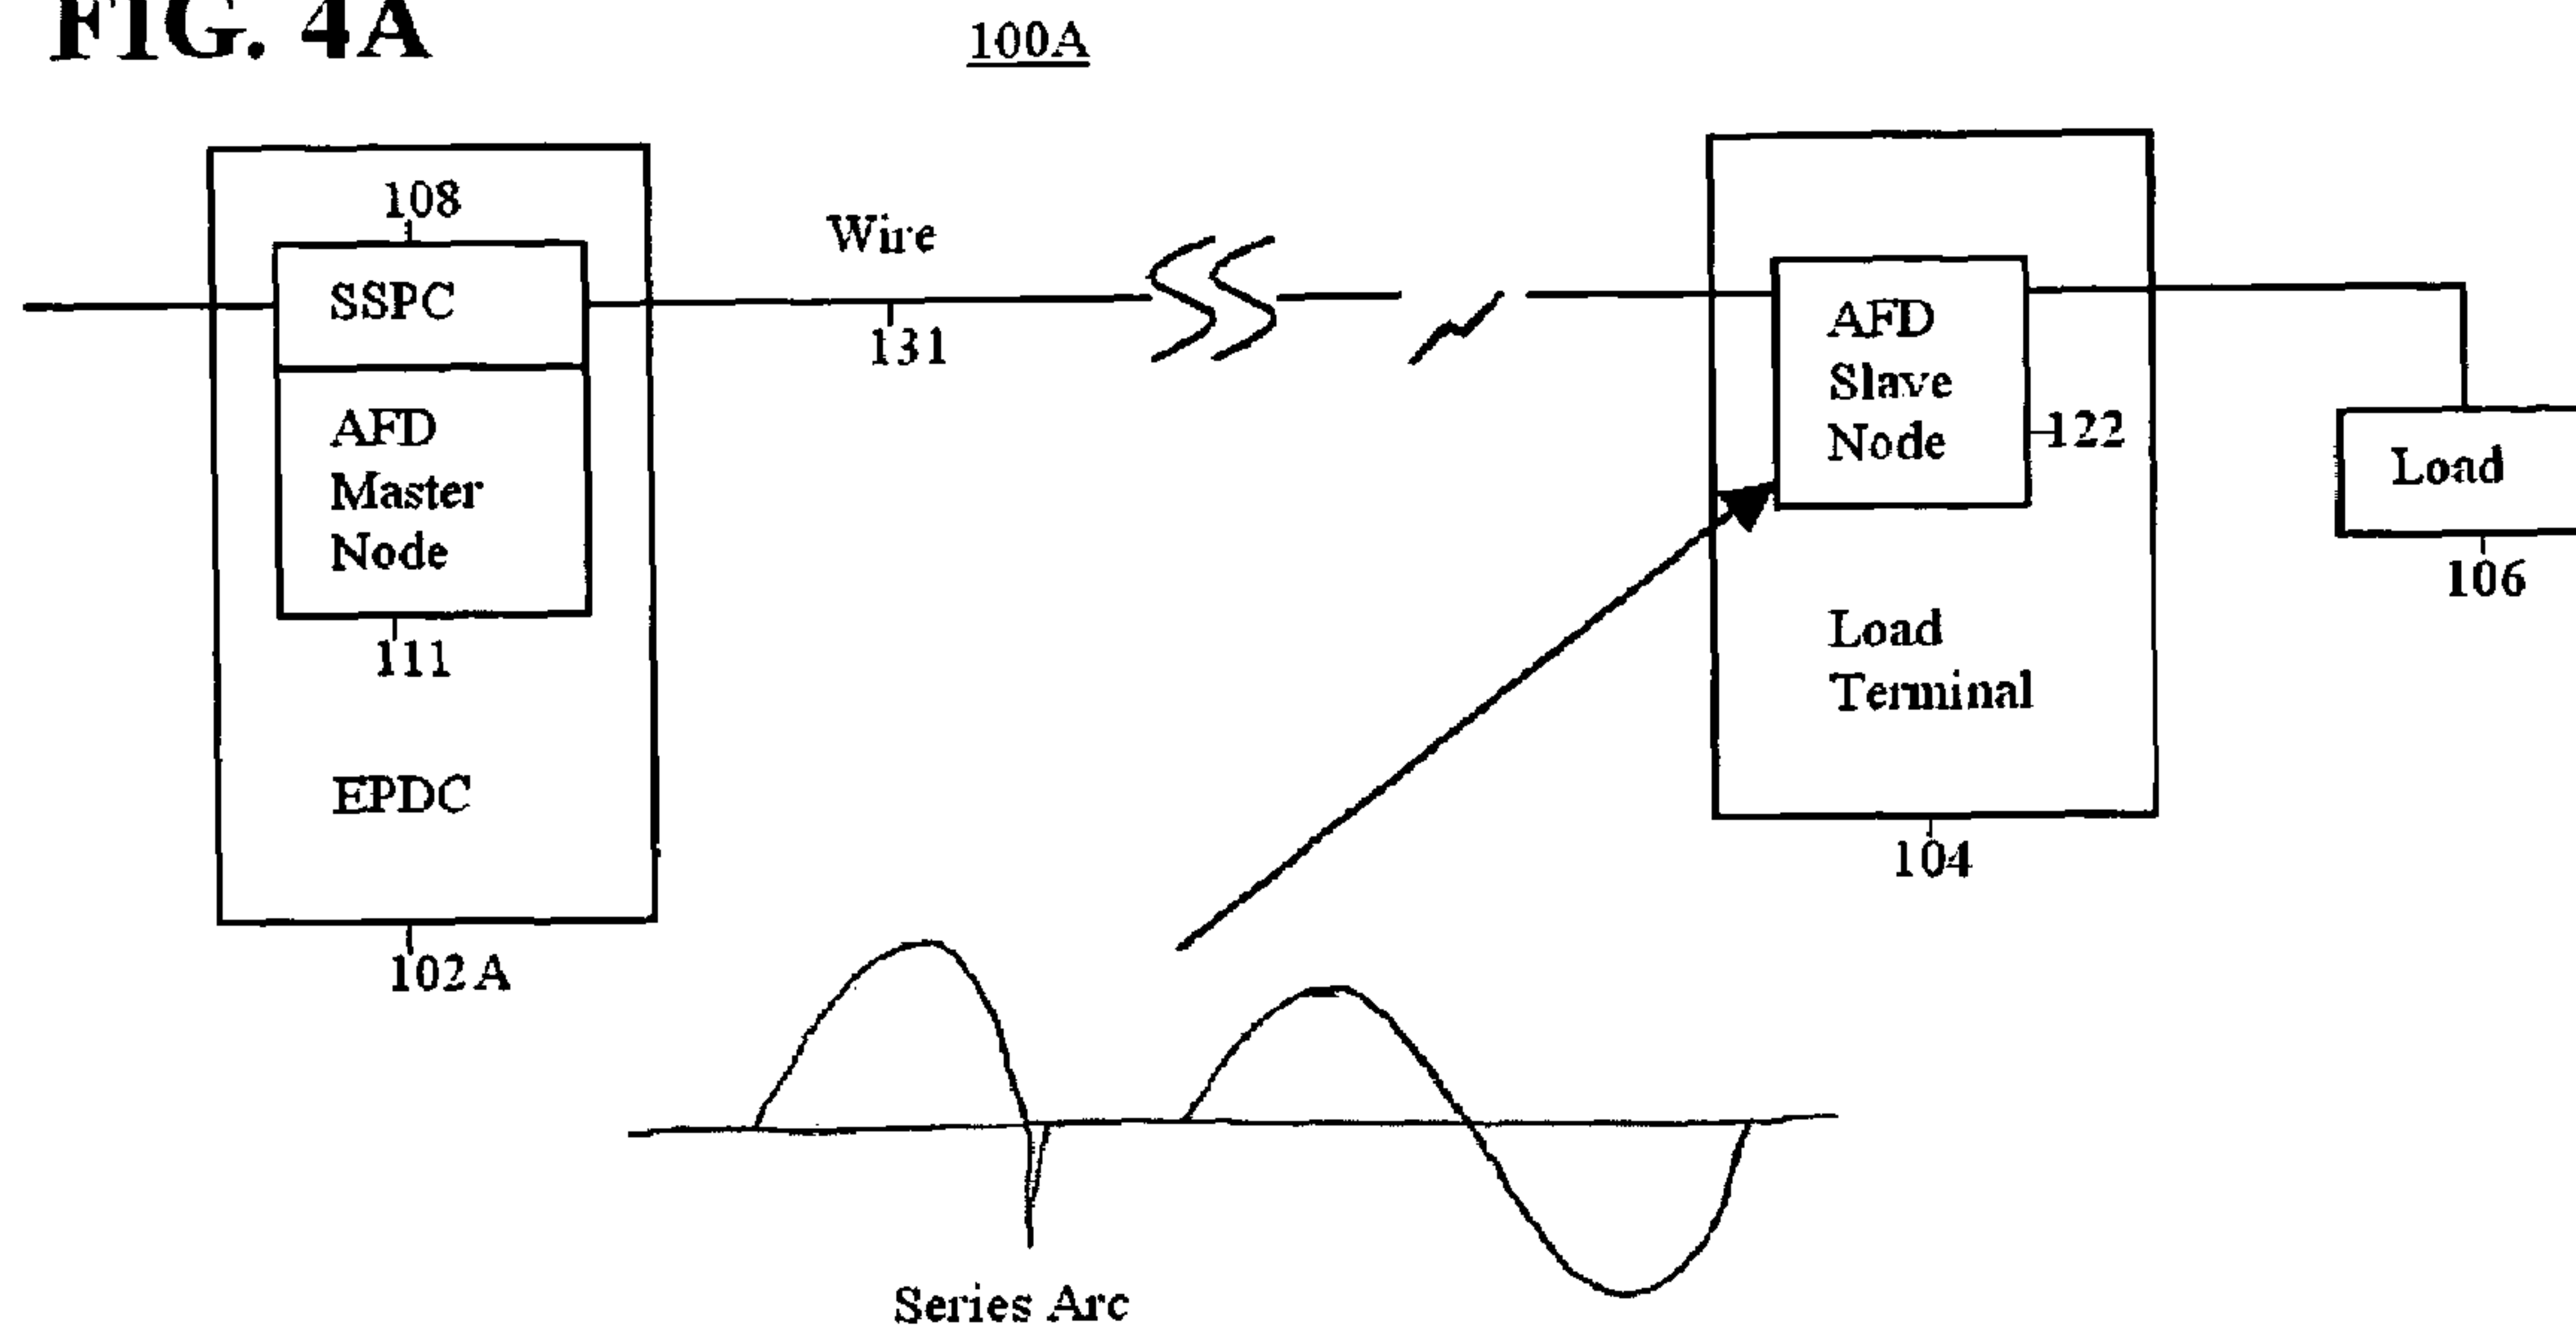 FIG. 4A
100A
108
SSPC
AFD
Master
Node
111
EPDC
102A
Wire
131
AFD
Slave
Node
122
Load
Terminal
104
Load
106
Series Arc